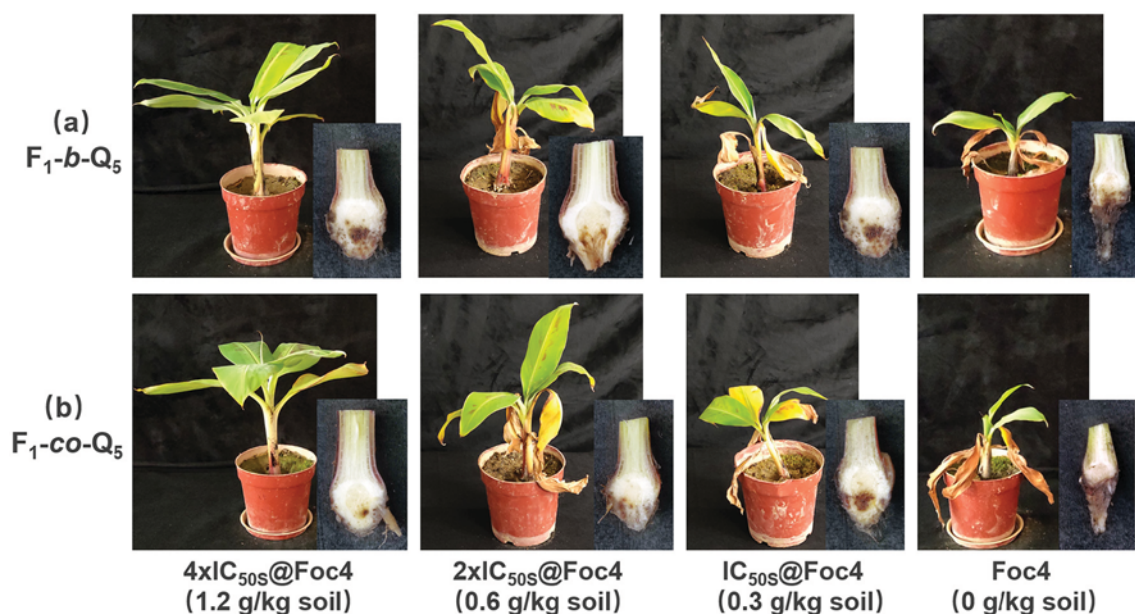 (a)
F₁-b-Q₅
(b)
F₁-co-Q₅
4xIC₅₀ₛ@Foc4
(1.2 g/kg soil)
2xIC₅₀ₛ@Foc4
(0.6 g/kg soil)
IC₅₀ₛ@Foc4
(0.3 g/kg soil)
Foc4
(0 g/kg soil)